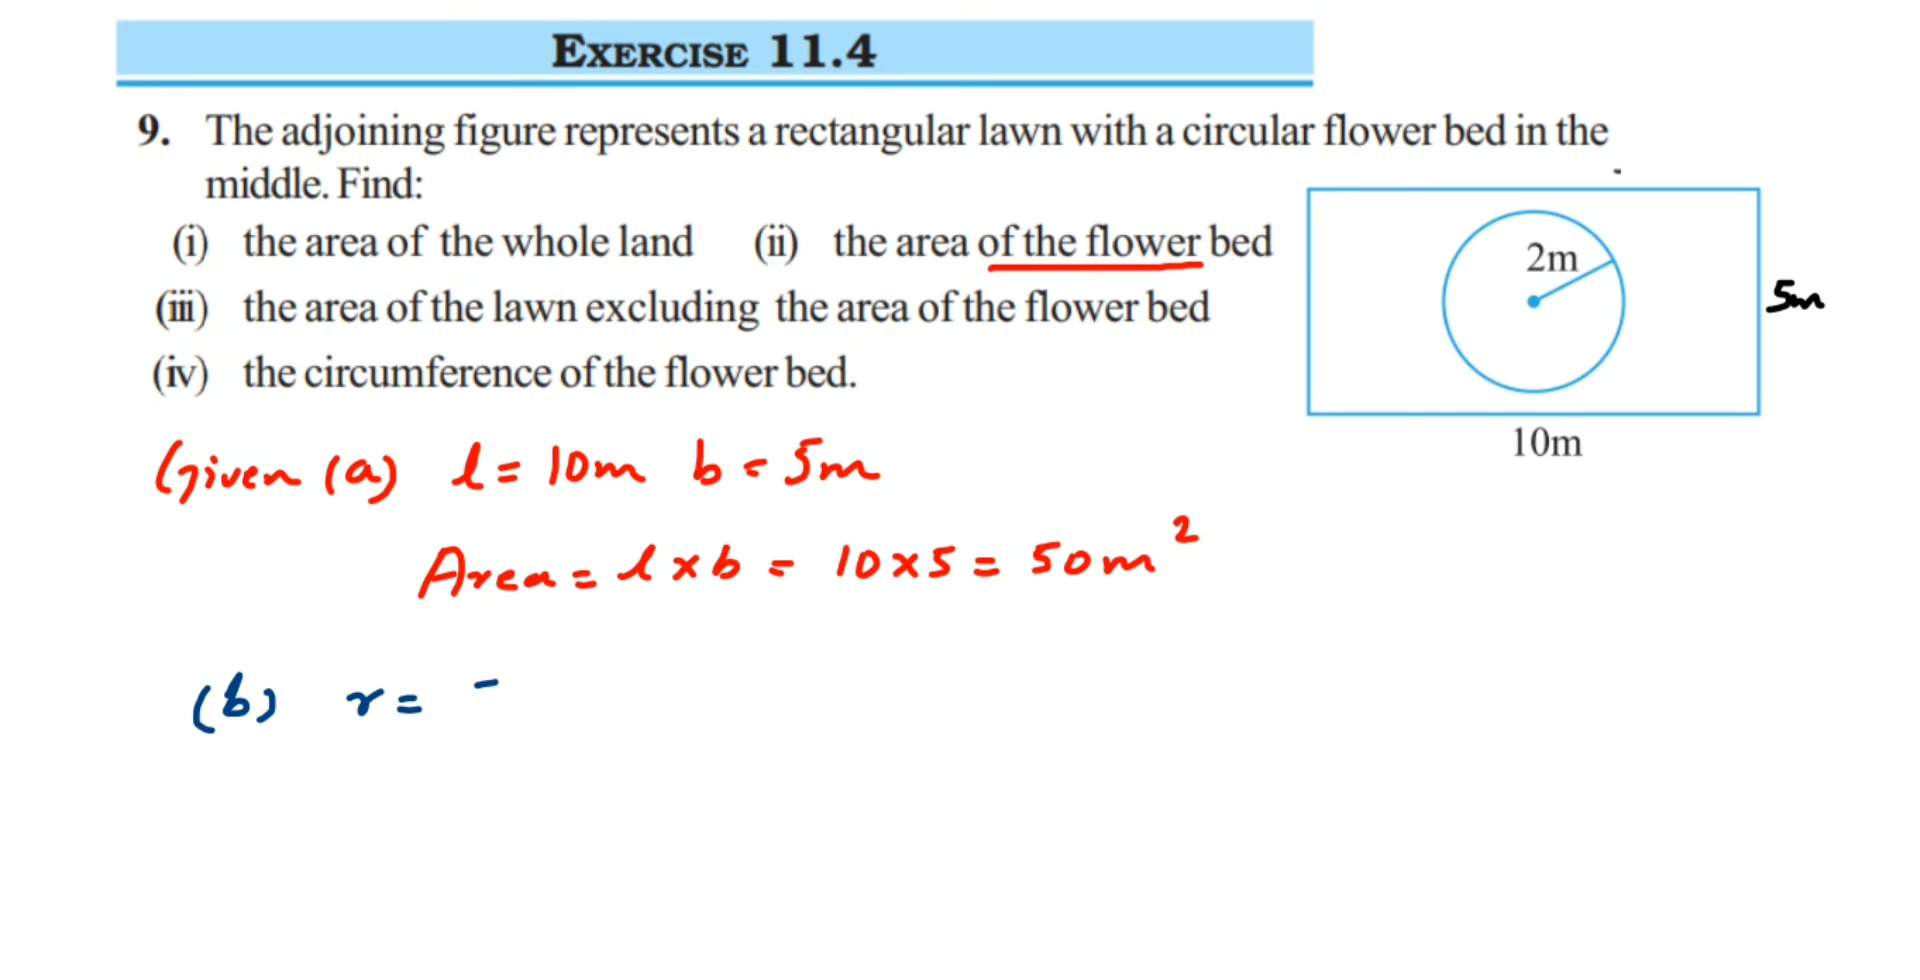 EXERCISE 11.4
9. The adjoining figure represents a rectangular lawn with a circular flower bed in the
middle. Find:
(i) the area of the whole land (ii) the area of the flower bed
(iii) the area of the lawn excluding the area of the flower bed
(iv) the circumference of the flower bed.
2m
5m
10m
Given (a) l = 10m b = 5m
Area = l × b = 10 × 5 = 50m²
(b) r =